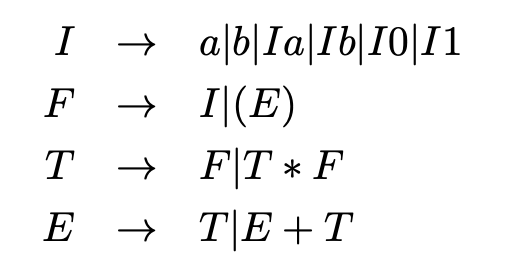 I → a|b|Ia|Ib|I0|I1
F → I|(E)
T → F|T ∗ F
E → T|E + T